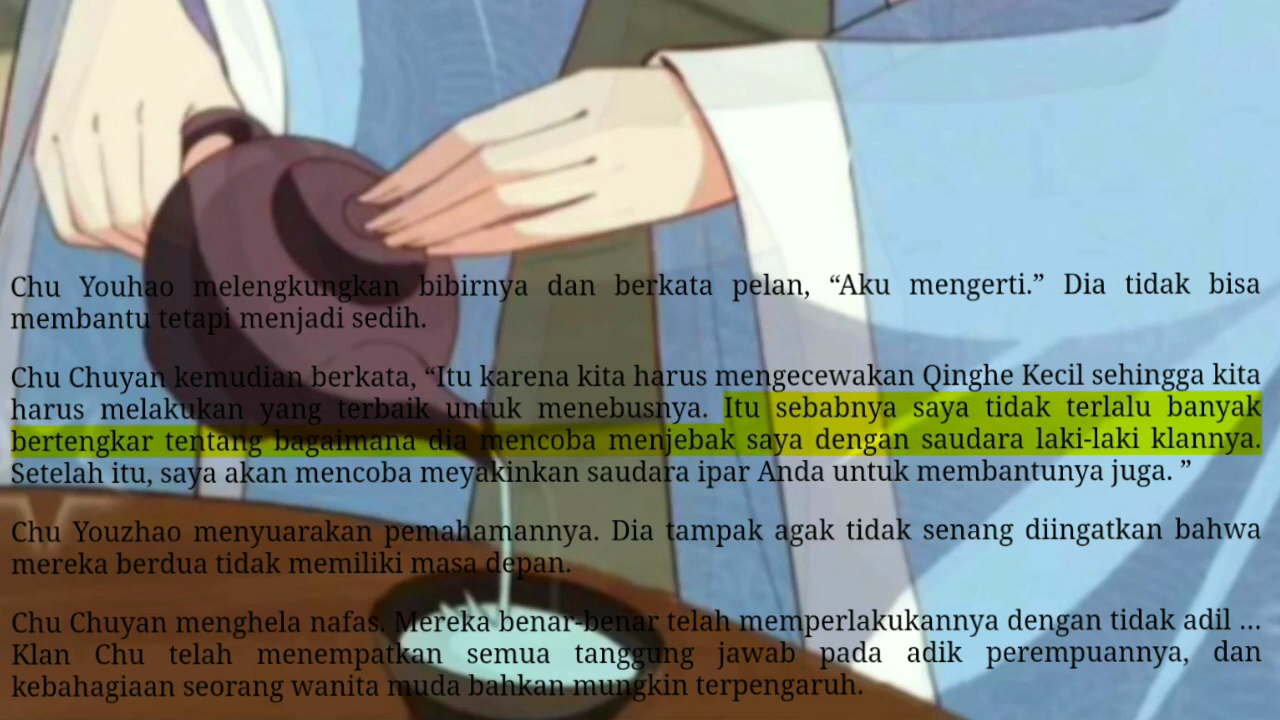 Chu Youhao melengkungkan bibirnya dan berkata pelan, “Aku mengerti.” Dia tidak bisa
membantu tetapi menjadi sedih.
Chu Chuyan kemudian berkata, “Itu karena kita harus mengecewakan Qinghe Kecil sehingga kita
harus melakukan yang terbaik untuk menebusnya. Itu sebabnya saya tidak terlalu banyak
bertengkar tentang bagaimana dia mencoba menjebak saya dengan saudara laki-laki klannya.
Setelah itu, saya akan mencoba meyakinkan saudara ipar Anda untuk membantunya juga. ”
Chu Youzhao menyuarakan pemahamannya. Dia tampak agak tidak senang diingatkan bahwa
mereka berdua tidak memiliki masa depan.
Chu Chuyan menghela nafas. Mereka benar-benar telah memperlakukannya dengan tidak adil ...
Klan Chu telah menempatkan semua tanggung jawab pada adik perempuannya, dan
kebahagiaan seorang wanita muda bahkan mungkin terpengaruh.